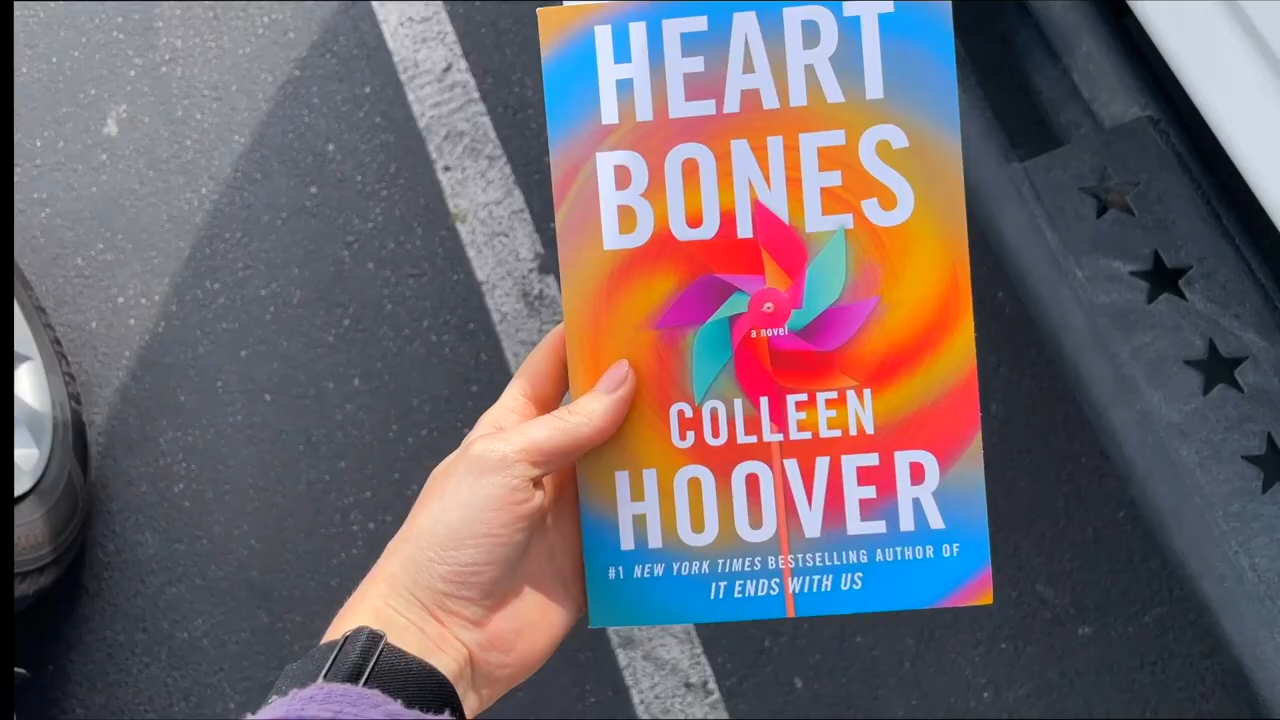 HEART
BONES
a novel
COLLEEN
HOOVER
#1 NEW YORK TIMES BESTSELLING AUTHOR OF
IT ENDS WITH US